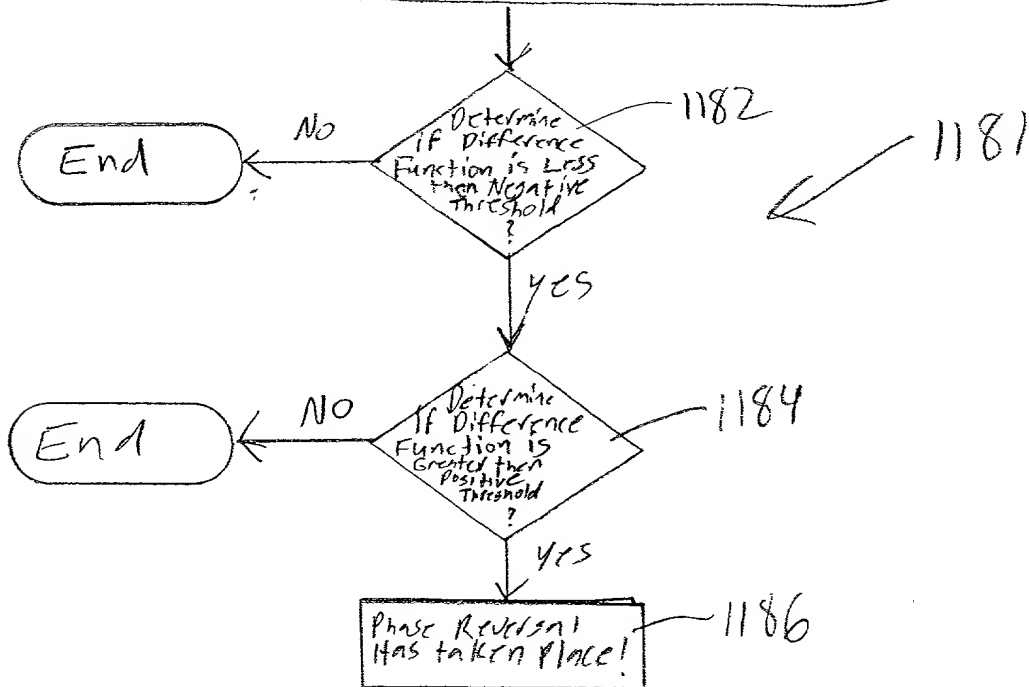 Determine
if Difference
Function is Less
then Negative
Threshold
?
1182
1181
No
End
yes
Determine
If Difference
Function is
Greater then
Positive
Threshold
?
1184
NO
End
yes
Phase Reversal
Has taken Place!
1186